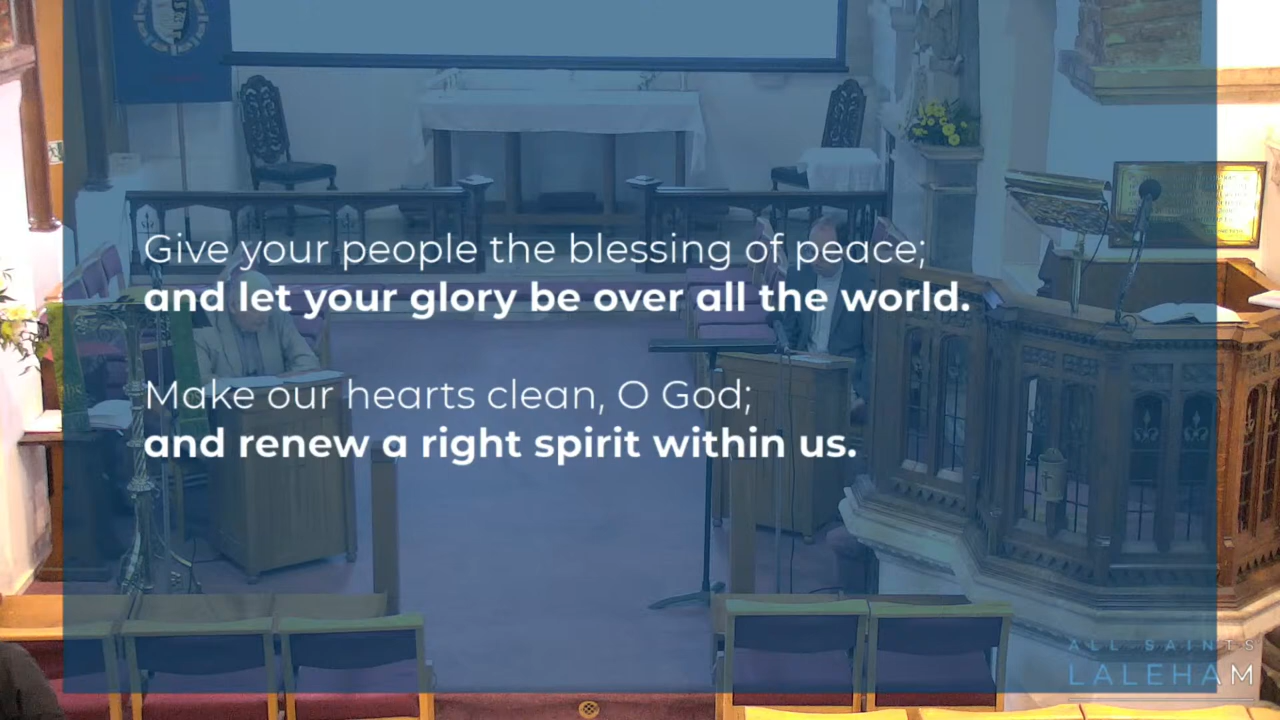 Give your people the blessing of peace;
and let your glory be over all the world.
Make our hearts clean, O God;
and renew a right spirit within us.
ALL SAINTS
LALEHAM